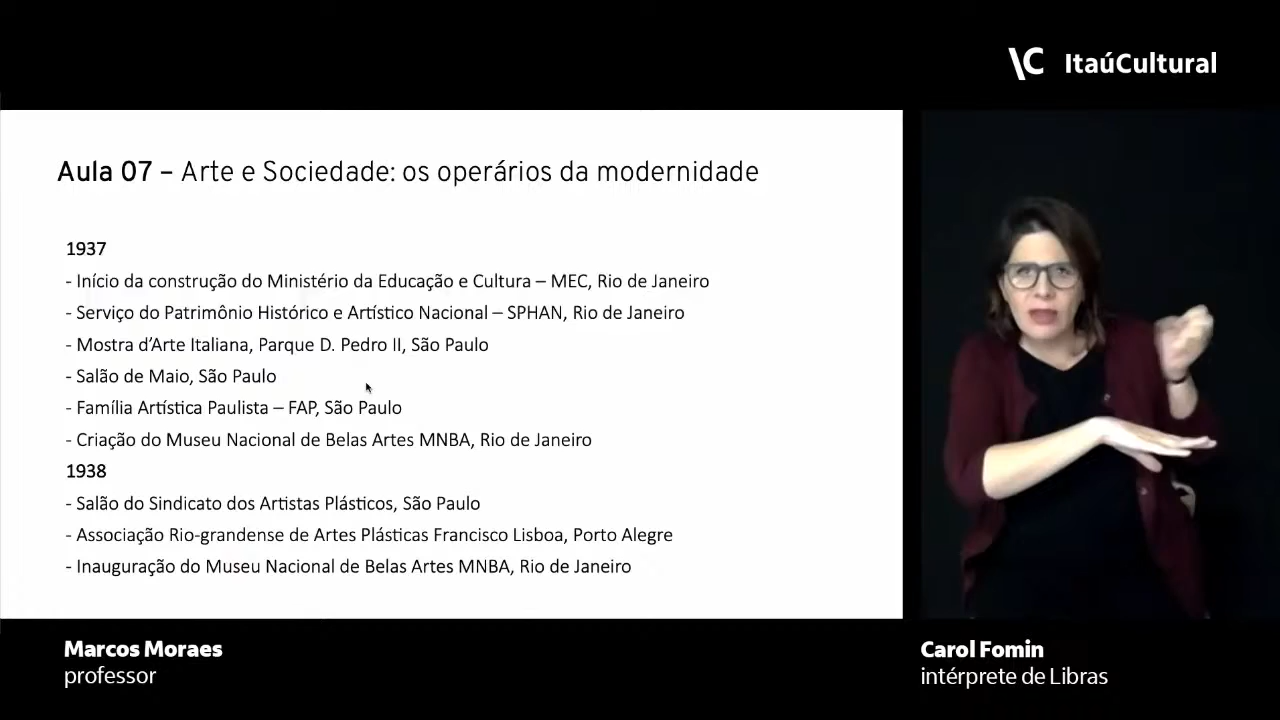 \C ItaúCultural
Aula 07 – Arte e Sociedade: os operários da modernidade
1937
- Início da construção do Ministério da Educação e Cultura – MEC, Rio de Janeiro
- Serviço do Patrimônio Histórico e Artístico Nacional – SPHAN, Rio de Janeiro
- Mostra d’Arte Italiana, Parque D. Pedro II, São Paulo
- Salão de Maio, São Paulo
- Família Artística Paulista – FAP, São Paulo
- Criação do Museu Nacional de Belas Artes MNBA, Rio de Janeiro
1938
- Salão do Sindicato dos Artistas Plásticos, São Paulo
- Associação Rio-grandense de Artes Plásticas Francisco Lisboa, Porto Alegre
- Inauguração do Museu Nacional de Belas Artes MNBA, Rio de Janeiro
Marcos Moraes
professor
Carol Fomin
intérprete de Libras